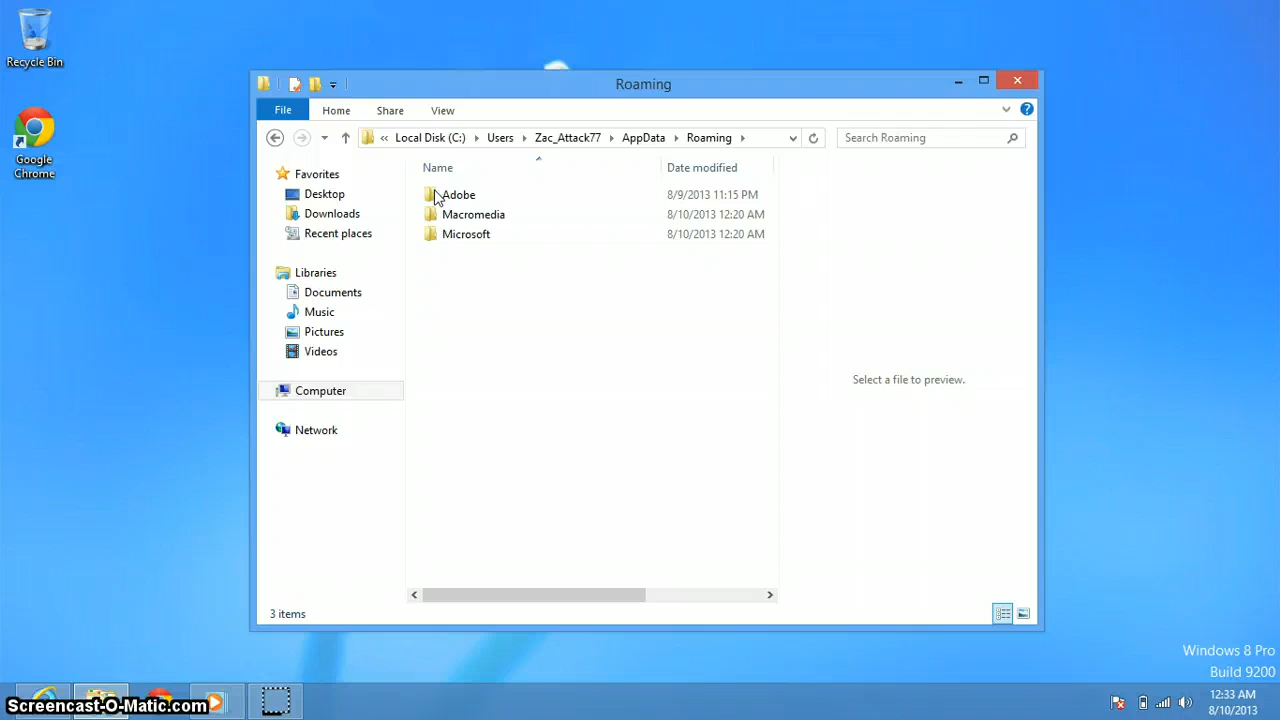 Recycle Bin
Google
Chrome
Roaming
File Home Share View
« Local Disk (C:) Users Zac_Attack77 AppData Roaming
Search Roaming
Name Date modified
Adobe 8/9/2013 11:15 PM
Macromedia 8/10/2013 12:20 AM
Microsoft 8/10/2013 12:20 AM
Favorites
Desktop
Downloads
Recent places
Libraries
Documents
Music
Pictures
Videos
Computer
Network
Select a file to preview.
3 items
Windows 8 Pro
Build 9200
Screencast-O-Matic.com
12:33 AM
8/10/2013